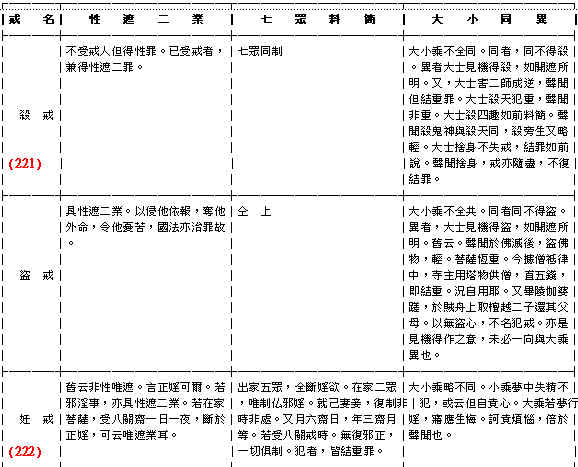 戒 名 性 遮 二 業 七 眾 料 簡 大 小 同 異
殺 戒
(221)
不受戒人但得性罪。已受戒者,
兼得性遮二罪。
七眾同制
大小乘不全同。同者,同不得殺
。異者大士見機得殺,如開遮所
明。又,大士害二師成逆,聲聞
但結重罪。大士殺天犯重,聲聞
非重。大士殺四趣如前料簡。聲
聞殺鬼神與殺天同,殺旁生又略
輕。大士捨身不失戒,結罪如前
說。聲聞捨身,戒亦隨盡,不復
結罪。
盜 戒
具性遮二業。以侵他依報,奪他
外命,令他憂苦,國法亦治罪故
。
仝 上
大小乘不全共。同者同不得盜。
異者,大士見機得盜,如開遮所
明。舊云。聲聞於佛滅後,盜佛
物,輕。菩薩恆重。今據僧祇律
中,寺主用塔物供僧,直五錢,
即結重。況自用耶。又畢陵伽婆
蹉,於賊舟上取檀越二子還其父
母。以無盜心,不名犯戒。亦是
見機得作之意,未必一向與大乘
異也。
婬 戒
(222)
舊云非性唯遮。言正婬可爾。若
邪淫事,亦具性遮二業。若在家
菩薩,受八關齋一日一夜,斷於
正婬,可云唯遮業耳。
出家五眾,全斷婬欲。在家二眾
,唯制仏邪婬。就己妻妾,復制非
時非處。又月六齋日,年三齋月
等。若受八關戒時。無復邪正,
一切俱制。犯者,皆結重罪。
大小乘略不同。小乘夢中失精不
犯,或云但自責心。大乘若夢行
婬,寤應生悔。訶責煩惱,倍於
聲聞也。